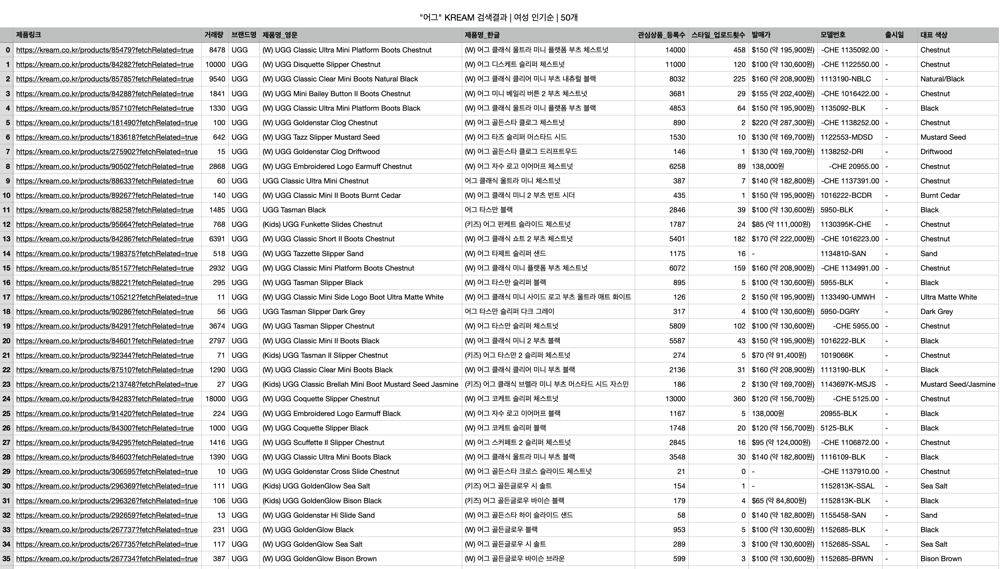 "어그" KREAM 검색결과 | 여성 인기순 | 50개
제품링크 거래량 브랜드명 제품명_영문 제품명_한글 관심상품_등록수 스타일_업로드횟수 발매가 모델번호 출시일 대표 색상
0 https://kream.co.kr/products/85479?fetchRelated=true 8478 UGG (W) UGG Classic Ultra Mini Platform Boots Chestnut (W) 어그 클래식 울트라 미니 플랫폼 부츠 체스트넛 14000 458 $150 (약 195,900원) -CHE 1135092.00 - Chestnut
1 https://kream.co.kr/products/84282?fetchRelated=true 10000 UGG (W) UGG Disquette Slipper Chestnut (W) 어그 디스케트 슬리퍼 체스트넛 11000 120 $100 (약 130,600원) -CHE 1122550.00 - Chestnut
2 https://kream.co.kr/products/85785?fetchRelated=true 9540 UGG (W) UGG Classic Clear Mini Boots Natural Black (W) 어그 클래식 클리어 미니 부츠 내츄럴 블랙 8032 225 $160 (약 208,900원) 1113190-NBLC - Natural/Black
3 https://kream.co.kr/products/84288?fetchRelated=true 1841 UGG (W) UGG Mini Bailey Button II Boots Chestnut (W) 어그 미니 베일리 버튼 2 부츠 체스트넛 3681 29 $155 (약 202,400원) -CHE 1016422.00 - Chestnut
4 https://kream.co.kr/products/85710?fetchRelated=true 1330 UGG (W) UGG Classic Ultra Mini Platform Boots Black (W) 어그 클래식 울트라 미니 플랫폼 부츠 블랙 4853 64 $150 (약 195,900원) 1135092-BLK - Black
5 https://kream.co.kr/products/181490?fetchRelated=true 100 UGG (W) UGG Goldenstar Clog Chestnut (W) 어그 골든스타 클로그 체스트넛 890 2 $220 (약 287,300원) -CHE 1138252.00 - Chestnut
6 https://kream.co.kr/products/183618?fetchRelated=true 642 UGG (W) UGG Tazz Slipper Mustard Seed (W) 어그 타즈 슬리퍼 머스타드 시드 1530 10 $130 (약 169,700원) 1122553-MDSD - Mustard Seed
7 https://kream.co.kr/products/275902?fetchRelated=true 15 UGG (W) UGG Goldenstar Clog Driftwood (W) 어그 골든스타 클로그 드리프트우드 146 1 $130 (약 169,700원) 1138252-DRI - Driftwood
8 https://kream.co.kr/products/90502?fetchRelated=true 2868 UGG (W) UGG Embroidered Logo Earmuff Chestnut (W) 어그 자수 로고 이어머프 체스트넛 6258 89 138,000원 -CHE 20955.00 - Chestnut
9 https://kream.co.kr/products/88633?fetchRelated=true 60 UGG UGG Classic Ultra Mini Chestnut 어그 클래식 울트라 미니 체스트넛 387 7 $140 (약 182,800원) -CHE 1137391.00 - Chestnut
10 https://kream.co.kr/products/89267?fetchRelated=true 140 UGG (W) UGG Classic Mini II Boots Burnt Cedar (W) 어그 클래식 미니 2 부츠 번트 시더 435 1 $150 (약 195,900원) 1016222-BCDR - Burnt Cedar
11 https://kream.co.kr/products/88258?fetchRelated=true 1485 UGG UGG Tasman Black 어그 타스만 블랙 2846 39 $100 (약 130,600원) 5950-BLK - Black
12 https://kream.co.kr/products/95664?fetchRelated=true 768 UGG (Kids) UGG Funkette Slides Chestnut (키즈) 어그 펀케트 슬라이드 체스트넛 1787 24 $85 (약 111,000원) 1130395K-CHE - Chestnut
13 https://kream.co.kr/products/84286?fetchRelated=true 6391 UGG (W) UGG Classic Short II Boots Chestnut (W) 어그 클래식 쇼트 2 부츠 체스트넛 5401 182 $170 (약 222,000원) -CHE 1016223.00 - Chestnut
14 https://kream.co.kr/products/198375?fetchRelated=true 518 UGG (W) UGG Tazzette Slipper Sand (W) 어그 타제트 슬리퍼 샌드 1175 16 - 1134810-SAN - Sand
15 https://kream.co.kr/products/85157?fetchRelated=true 2932 UGG (W) UGG Classic Mini Platform Boots Chestnut (W) 어그 클래식 미니 플랫폼 부츠 체스트넛 6072 159 $160 (약 208,900원) -CHE 1134991.00 - Chestnut
16 https://kream.co.kr/products/88221?fetchRelated=true 295 UGG (W) UGG Tasman Slipper Black (W) 어그 타스만 슬리퍼 블랙 895 5 $100 (약 130,600원) 5955-BLK - Black
17 https://kream.co.kr/products/105212?fetchRelated=true 11 UGG (W) UGG Classic Mini Side Logo Boot Ultra Matte White (W) 어그 클래식 미니 사이드 로고 부츠 울트라 매트 화이트 126 2 $150 (약 195,900원) 1133490-UMWH - Ultra Matte White
18 https://kream.co.kr/products/90286?fetchRelated=true 56 UGG UGG Tasman Slipper Dark Grey 어그 타스만 슬리퍼 다크 그레이 317 4 $100 (약 130,600원) 5950-DGRY - Dark Grey
19 https://kream.co.kr/products/84291?fetchRelated=true 3674 UGG (W) UGG Tasman Slipper Chestnut (W) 어그 타스만 슬리퍼 체스트넛 5809 102 $100 (약 130,600원) -CHE 5955.00 - Chestnut
20 https://kream.co.kr/products/84601?fetchRelated=true 2797 UGG (W) UGG Classic Mini II Boots Black (W) 어그 클래식 미니 2 부츠 블랙 5587 43 $150 (약 195,900원) 1016222-BLK - Black
21 https://kream.co.kr/products/92344?fetchRelated=true 71 UGG (Kids) UGG Tasman II Slipper Chestnut (키즈) 어그 타스만 2 슬리퍼 체스트넛 274 5 $70 (약 91,400원) 1019066K - Chestnut
22 https://kream.co.kr/products/87510?fetchRelated=true 1290 UGG (W) UGG Classic Clear Mini Boots Black (W) 어그 클래식 클리어 미니 부츠 블랙 2136 31 $160 (약 208,900원) 1113190-BLK - Black
23 https://kream.co.kr/products/213748?fetchRelated=true 27 UGG (Kids) UGG Classic Brellah Mini Boot Mustard Seed Jasmine (키즈) 어그 클래식 브렐라 미니 부츠 머스타드 시드 자스민 186 2 $130 (약 169,700원) 1143697K-MSJS - Mustard Seed/Jasmine
24 https://kream.co.kr/products/84283?fetchRelated=true 18000 UGG (W) UGG Coquette Slipper Chestnut (W) 어그 코케트 슬리퍼 체스트넛 13000 360 $120 (약 156,700원) -CHE 5125.00 - Chestnut
25 https://kream.co.kr/products/91420?fetchRelated=true 224 UGG (W) UGG Embroidered Logo Earmuff Black (W) 어그 자수 로고 이어머프 블랙 1167 5 138,000원 20955-BLK - Black
26 https://kream.co.kr/products/84300?fetchRelated=true 1000 UGG (W) UGG Coquette Slipper Black (W) 어그 코케트 슬리퍼 블랙 1748 20 $120 (약 156,700원) 5125-BLK - Black
27 https://kream.co.kr/products/84295?fetchRelated=true 1416 UGG (W) UGG Scuffette II Slipper Chestnut (W) 어그 스커페트 2 슬리퍼 체스트넛 2845 16 $95 (약 124,000원) -CHE 1106872.00 - Chestnut
28 https://kream.co.kr/products/84603?fetchRelated=true 1390 UGG (W) UGG Classic Ultra Mini Boots Black (W) 어그 클래식 울트라 미니 부츠 블랙 3548 30 $140 (약 182,800원) 1116109-BLK - Black
29 https://kream.co.kr/products/306595?fetchRelated=true 10 UGG (W) UGG Goldenstar Cross Slide Chestnut (W) 어그 골든스타 크로스 슬라이드 체스트넛 21 0 - -CHE 1137910.00 - Chestnut
30 https://kream.co.kr/products/296369?fetchRelated=true 111 UGG (Kids) UGG GoldenGlow Sea Salt (키즈) 어그 골든글로우 시 솔트 154 1 - 1152813K-SSAL - Sea Salt
31 https://kream.co.kr/products/296326?fetchRelated=true 106 UGG (Kids) UGG GoldenGlow Bison Black (키즈) 어그 골든글로우 바이슨 블랙 179 4 $65 (약 84,800원) 1152813K-BLK - Black
32 https://kream.co.kr/products/292659?fetchRelated=true 13 UGG (W) UGG Goldenstar Hi Slide Sand (W) 어그 골든스타 하이 슬라이드 샌드 58 0 $140 (약 182,800원) 1155458-SAN - Sand
33 https://kream.co.kr/products/267737?fetchRelated=true 231 UGG (W) UGG GoldenGlow Black (W) 어그 골든글로우 블랙 953 5 $100 (약 130,600원) 1152685-BLK - Black
34 https://kream.co.kr/products/267735?fetchRelated=true 117 UGG (W) UGG GoldenGlow Sea Salt (W) 어그 골든글로우 시 솔트 289 3 $100 (약 130,600원) 1152685-SSAL - Sea Salt
35 https://kream.co.kr/products/267734?fetchRelated=true 387 UGG (W) UGG GoldenGlow Bison Brown (W) 어그 골든글로우 바이슨 브라운 599 3 $100 (약 130,600원) 1152685-BRWN - Bison Brown